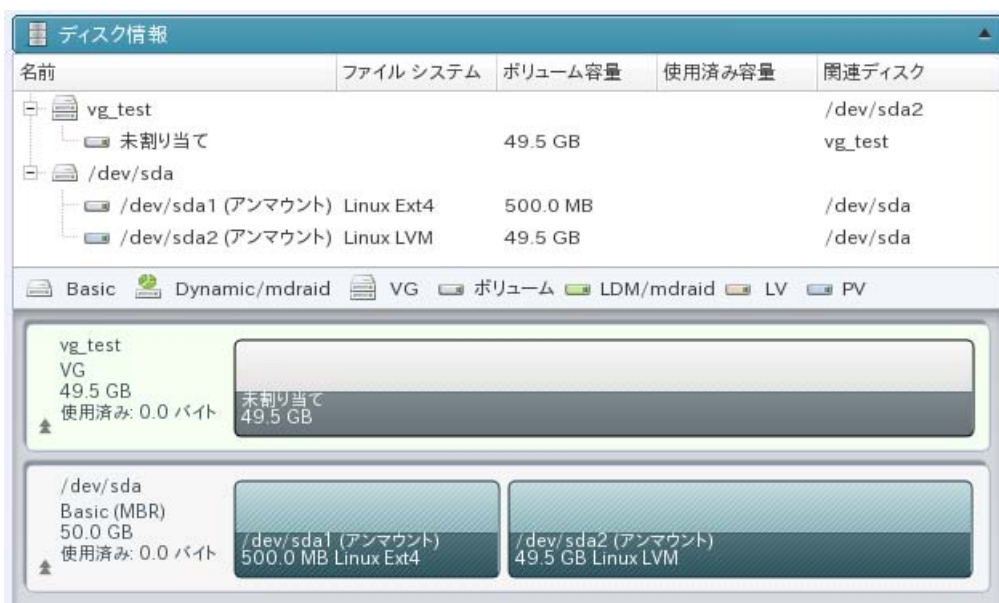 ディスク情報
名前 ファイル システム ボリューム容量 使用済み容量 関連ディスク
vg_test /dev/sda2
未割り当て 49.5 GB vg_test
/dev/sda
/dev/sda1 (アンマウント) Linux Ext4 500.0 MB /dev/sda
/dev/sda2 (アンマウント) Linux LVM 49.5 GB /dev/sda
Basic Dynamic/mdraid VG ボリューム LDM/mdraid LV PV
vg_test
VG
49.5 GB
使用済み: 0.0 バイト
未割り当て
49.5 GB
/dev/sda
Basic (MBR)
50.0 GB
使用済み: 0.0 バイト
/dev/sda1 (アンマウント)
500.0 MB Linux Ext4
/dev/sda2 (アンマウント)
49.5 GB Linux LVM